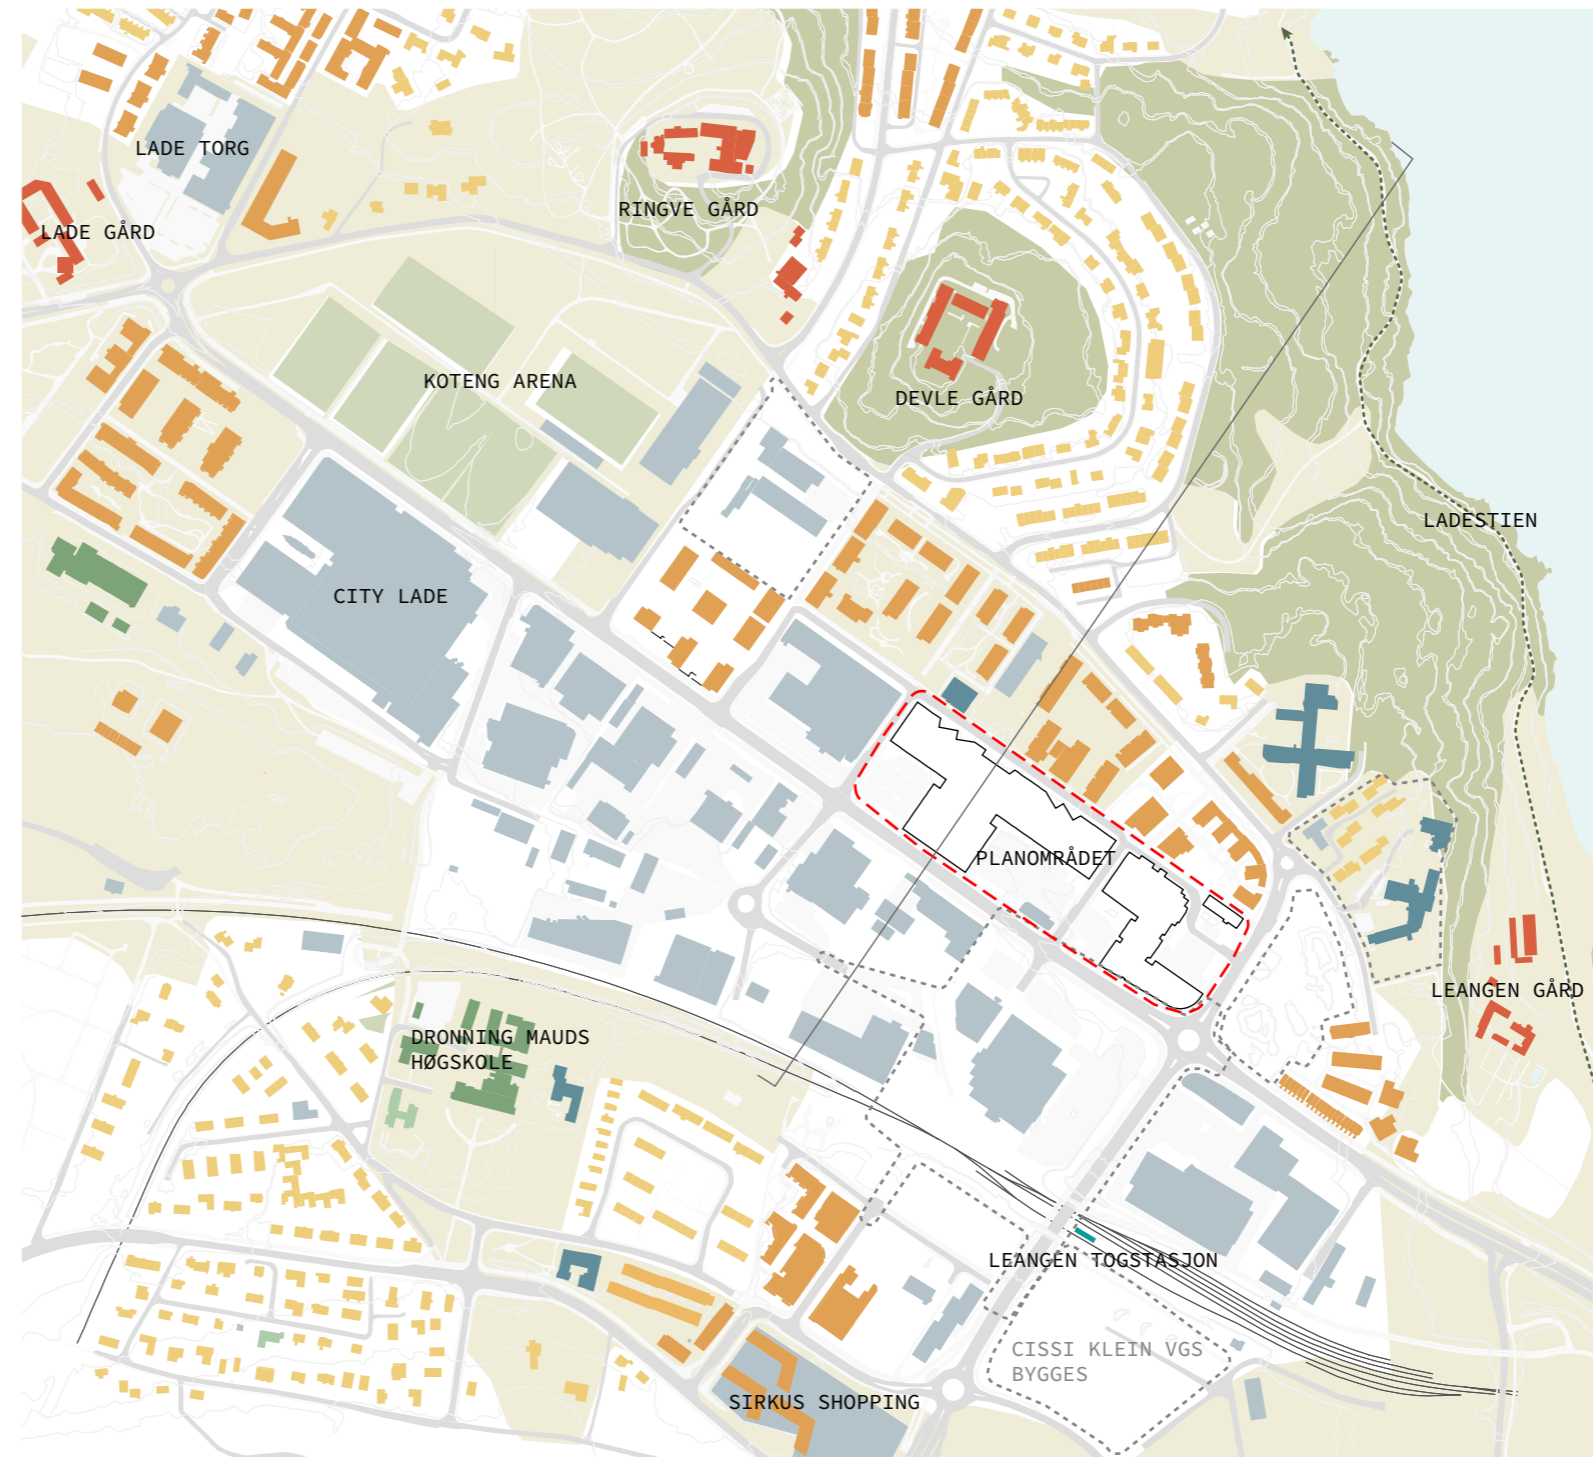 LADE TORG
RINGVE GÅRD
LADE GÅRD
KOTENG ARENA
DEVLE GÅRD
LADESTIEN
CITY LADE
PLANOMRÅDET
LEANGEN GÅRD
DRONNING MAUDS
HØGSKOLE
LEANGEN TOGSTASJON
CISSI KLEIN VGS
BYGGES
SIRKUS SHOPPING